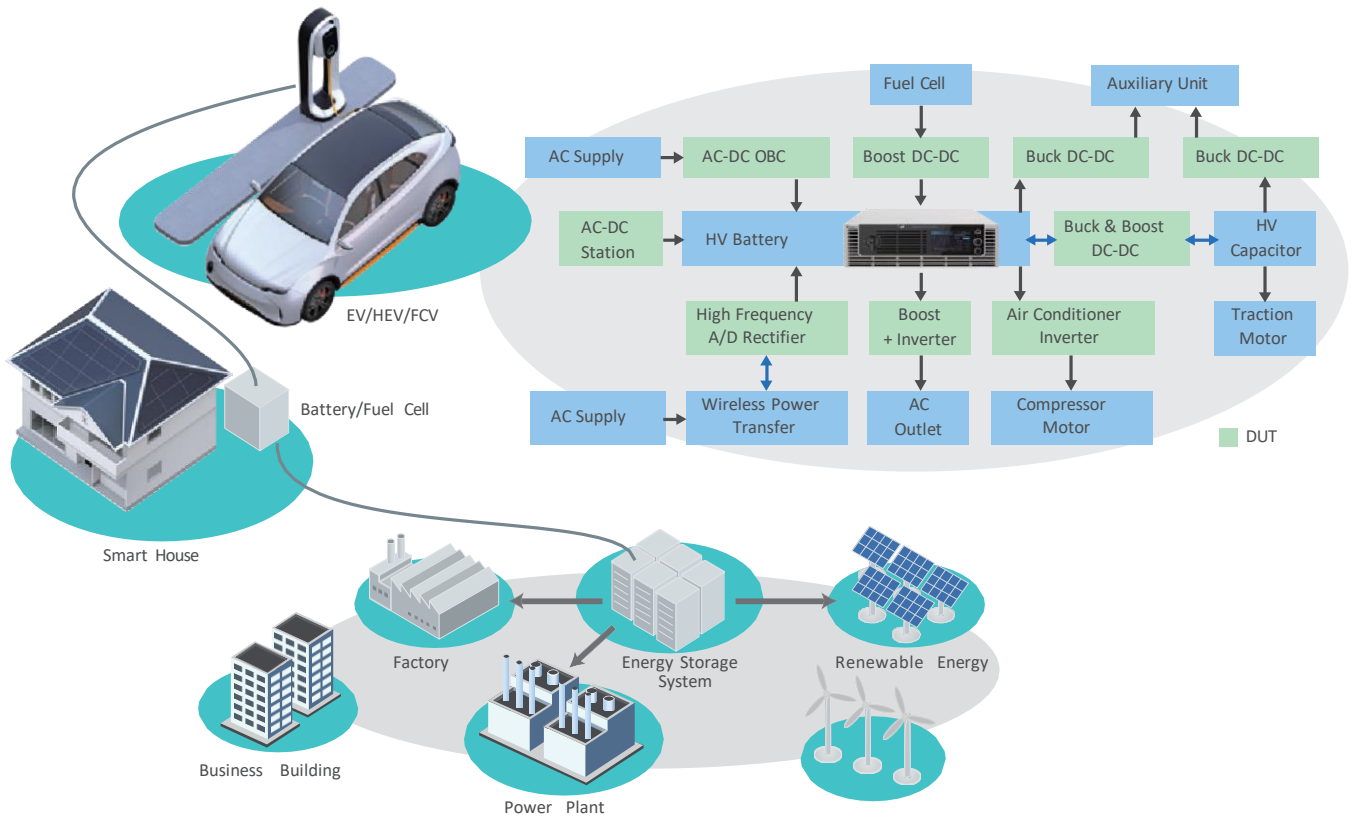 Fuel Cell
Auxiliary Unit
AC Supply
AC-DC OBC
Boost DC-DC
Buck DC-DC
Buck DC-DC
AC-DC
Station
HV Battery
Buck & Boost
DC-DC
HV
Capacitor
High Frequency
A/D Rectifier
Boost
+ Inverter
Air Conditioner
Inverter
Traction
Motor
AC Supply
Wireless Power
Transfer
AC
Outlet
Compressor
Motor
DUT
EV/HEV/FCV
Battery/Fuel Cell
Smart House
Factory
Energy Storage
System
Renewable Energy
Business Building
Power Plant